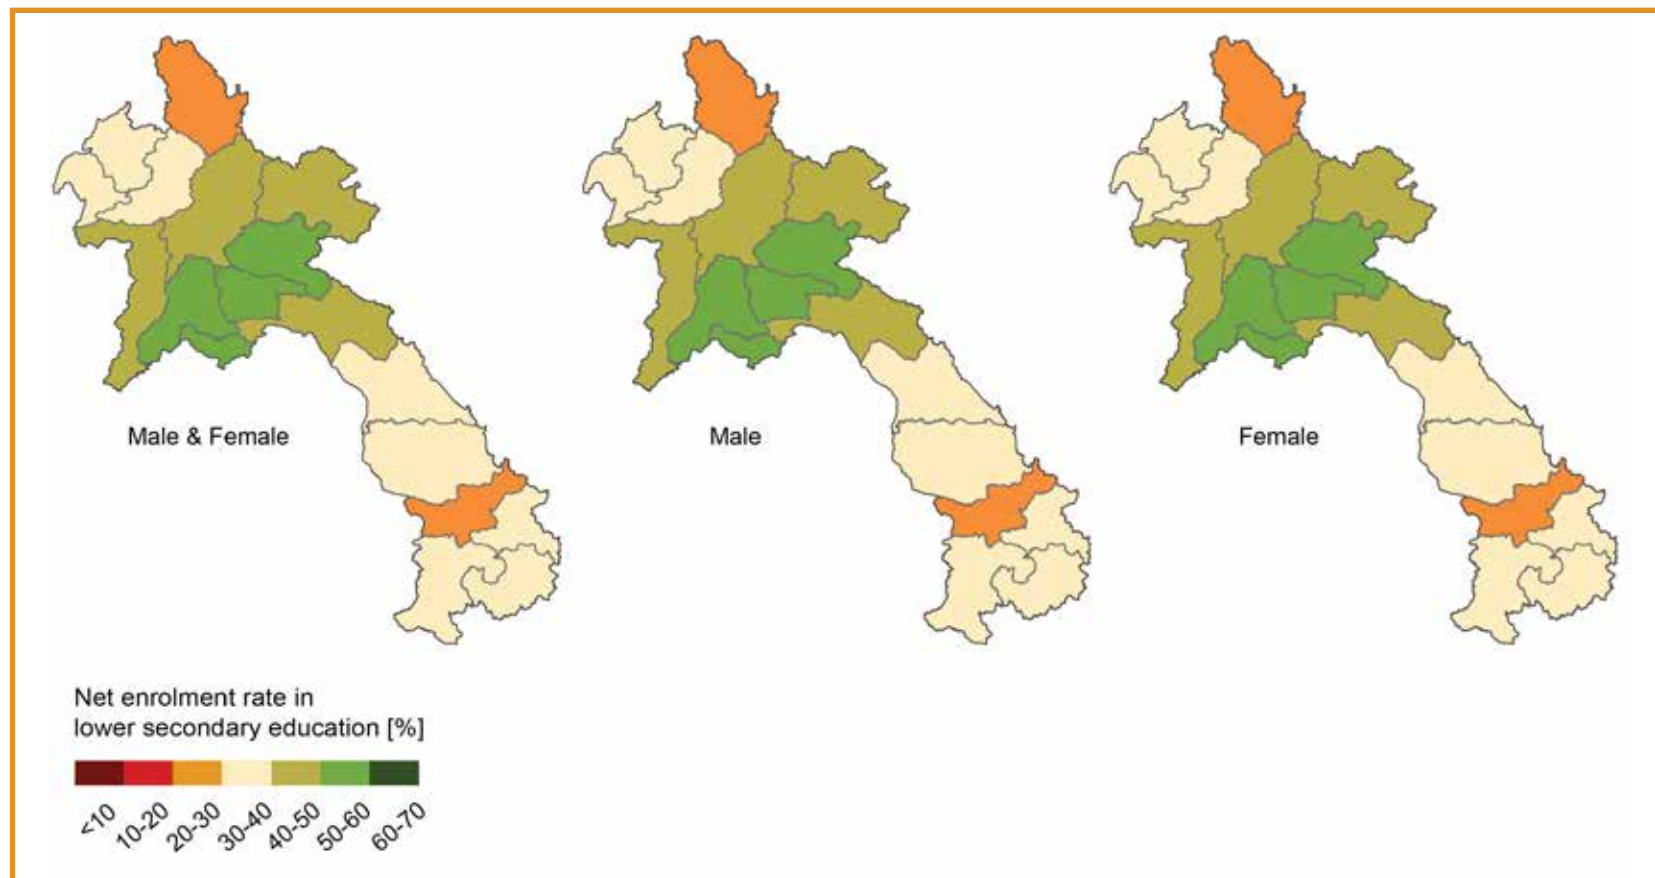 Male & Female
Male
Female
Net enrolment rate in
lower secondary education [%]
<10
10-20
20-30
30-40
40-50
50-60
60-70